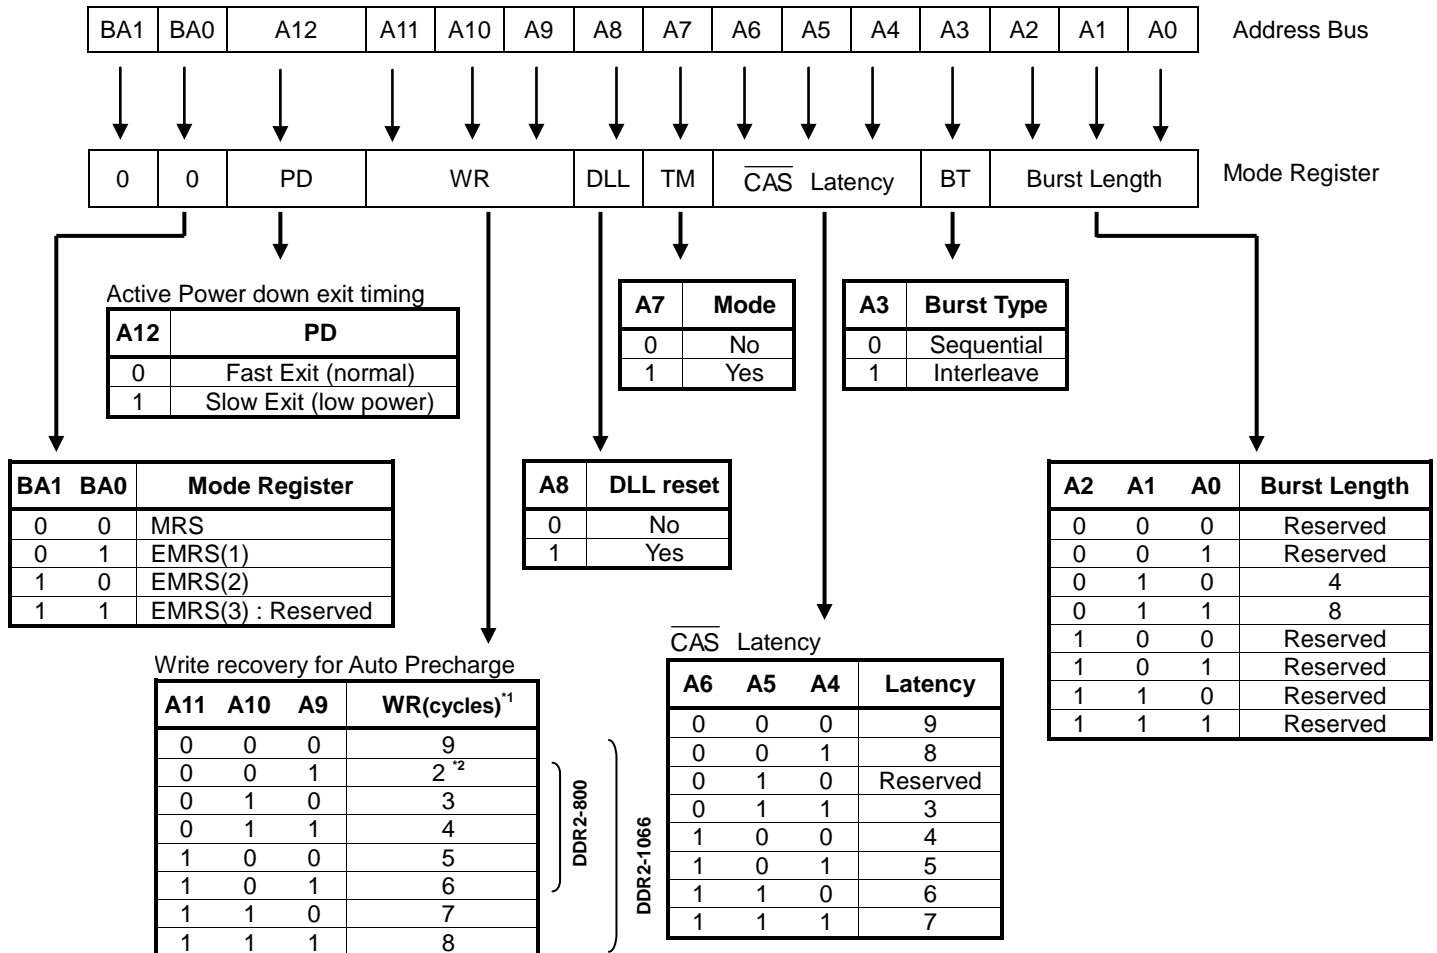 BA1 BA0 A12 A11 A10 A9 A8 A7 A6 A5 A4 A3 A2 A1 A0 Address Bus
0 0 PD WR DLL TM CAS Latency BT Burst Length Mode Register
Active Power down exit timing
A12 PD
0 Fast Exit (normal)
1 Slow Exit (low power)
A7 Mode
0 No
1 Yes
A3 Burst Type
0 Sequential
1 Interleave
BA1 BA0 Mode Register
0 0 MRS
0 1 EMRS(1)
1 0 EMRS(2)
1 1 EMRS(3) : Reserved
A8 DLL reset
0 No
1 Yes
A2 A1 A0 Burst Length
0 0 0 Reserved
0 0 1 Reserved
0 1 0 4
0 1 1 8
1 0 0 Reserved
1 0 1 Reserved
1 1 0 Reserved
1 1 1 Reserved
Write recovery for Auto Precharge
A11 A10 A9 WR(cycles)*1
0 0 0 9
0 0 1 2 *2
0 1 0 3
0 1 1 4
1 0 0 5
1 0 1 6
1 1 0 7
1 1 1 8
DDR2-800
DDR2-1066
CAS Latency
A6 A5 A4 Latency
0 0 0 9
0 0 1 8
0 1 0 Reserved
0 1 1 3
1 0 0 4
1 0 1 5
1 1 0 6
1 1 1 7